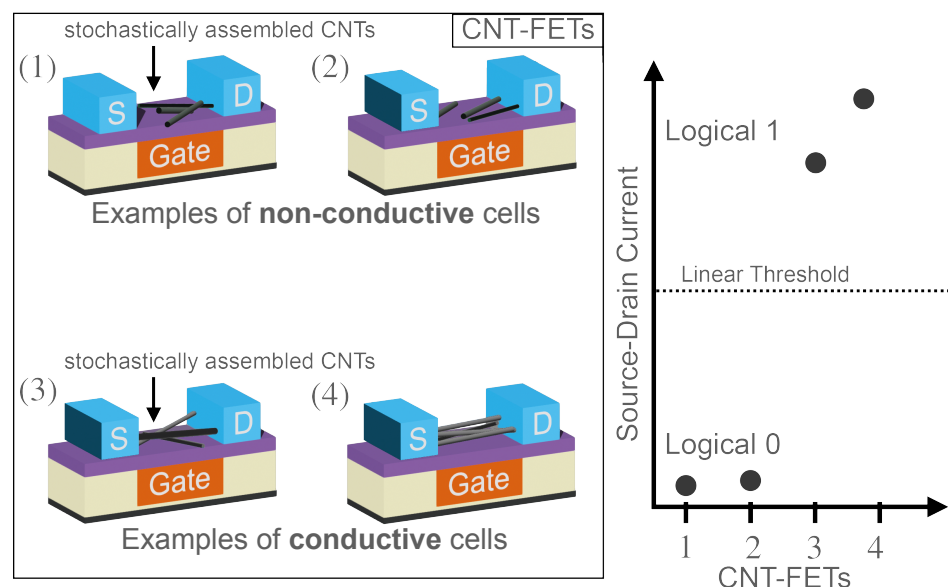 CNT-FETs
stochastically assembled CNTs
(1)
S
D
Gate
(2)
S
D
Gate
Examples of non-conductive cells
stochastically assembled CNTs
(3)
S
D
Gate
(4)
S
D
Gate
Examples of conductive cells
Source-Drain Current
Logical 1
Linear Threshold
Logical 0
1 2 3 4
CNT-FETs